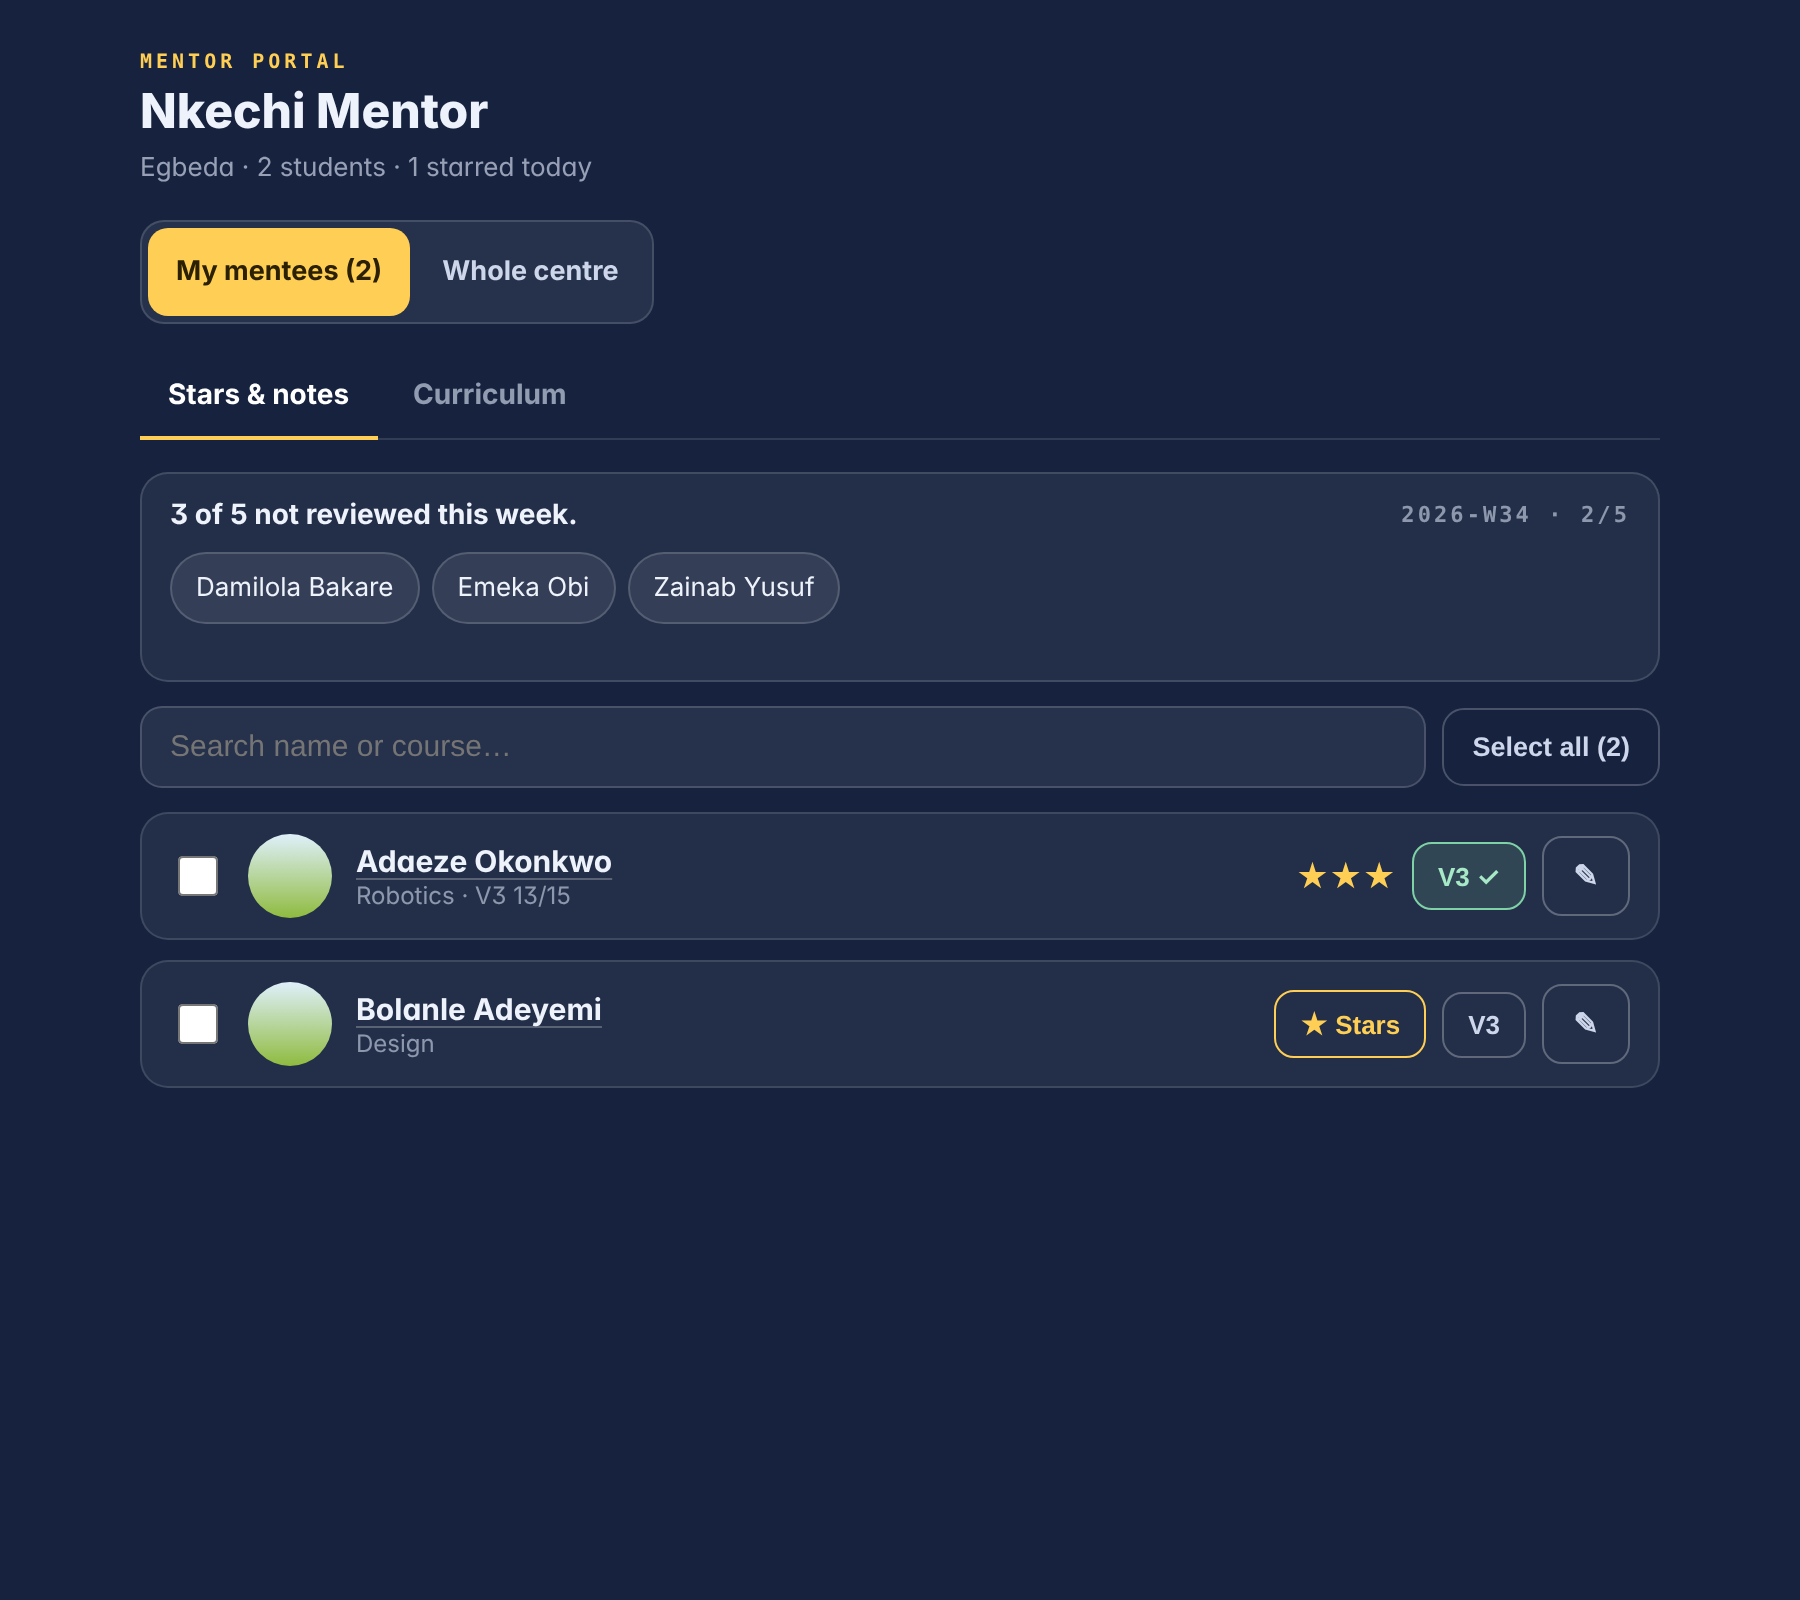 MENTOR PORTAL
Nkechi Mentor
Egbeda · 2 students · 1 starred today
My mentees (2) Whole centre
Stars & notes Curriculum
3 of 5 not reviewed this week. 2026-W34 · 2/5
Damilola Bakare Emeka Obi Zainab Yusuf
Search name or course… Select all (2)
Adaeze Okonkwo
Robotics · V3 13/15
★★★ V3 ✓ ✎
Bolanle Adeyemi
Design
★ Stars V3 ✎